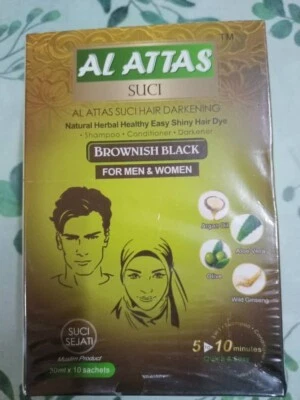 AL ATTAS
TM
SUCI
AL ATTAS SUCI HAIR DARKENING
Natural Herbal Healthy Easy Shiny Hair Dye
• Shampoo • Conditioner • Darkener
BROWNISH BLACK
FOR MEN & WOMEN
Argan Oil
Aloe Vera
Olive
Wild Ginseng
SUCI
SEJATI
Muslim Product
5 ▶ 10 minutes
x 10 sachets